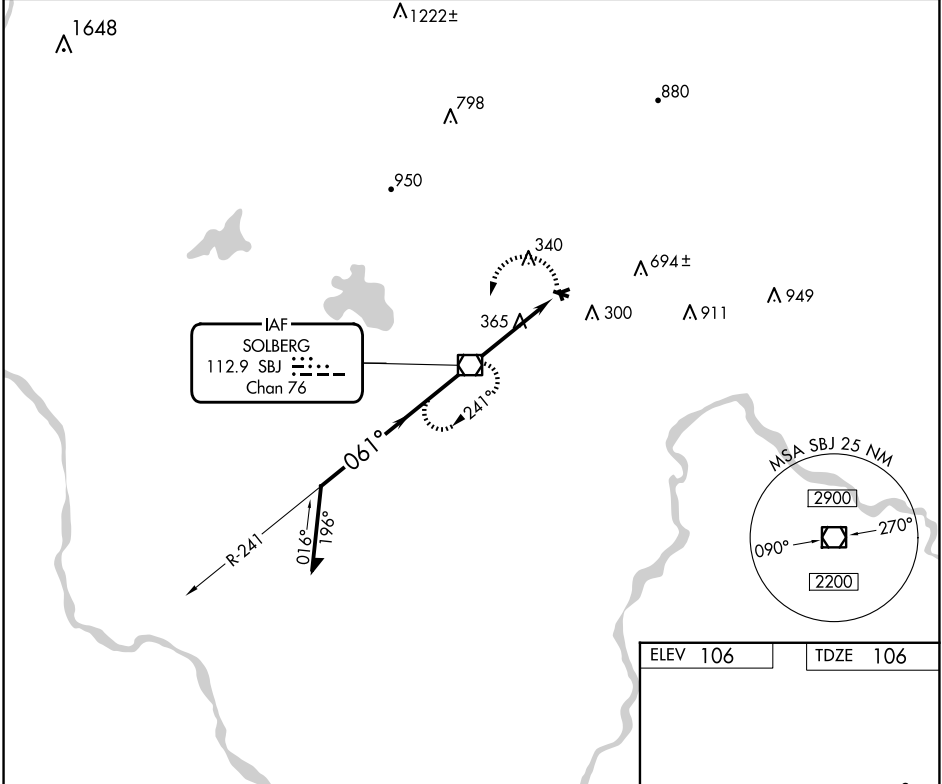 1648
1222±
798
880
950
340
694±
949
365
300
911
IAF
SOLBERG
112.9 SBJ
Chan 76
241°
061°
R-241
016°
196°
MSA SBJ 25 NM
2900
090°
270°
2200
ELEV 106
TDZE 106